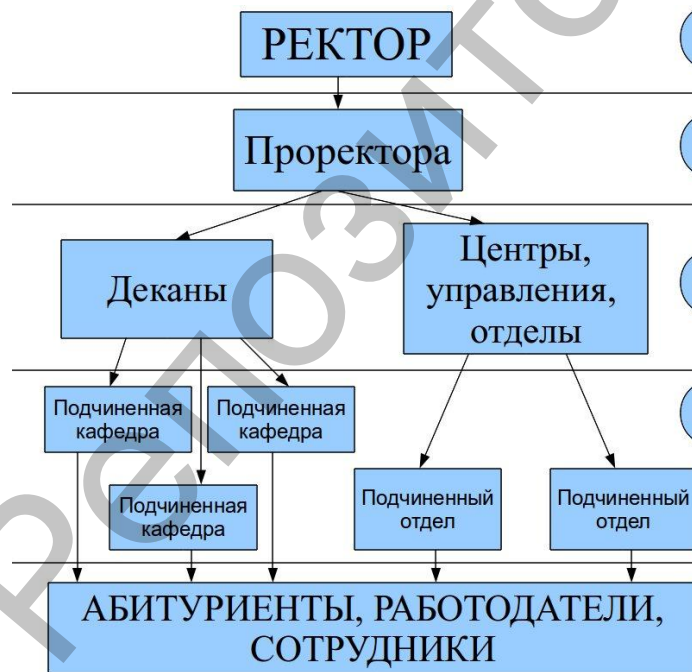 РЕКТОР
Проректора
Деканы
Центры,
управления,
отделы
Подчиненная
кафедра
Подчиненная
кафедра
Подчиненная
кафедра
Подчиненный
отдел
Подчиненный
отдел
АБИТУРИЕНТЫ, РАБОТОДАТЕЛИ,
СОТРУДНИКИ
Репозито